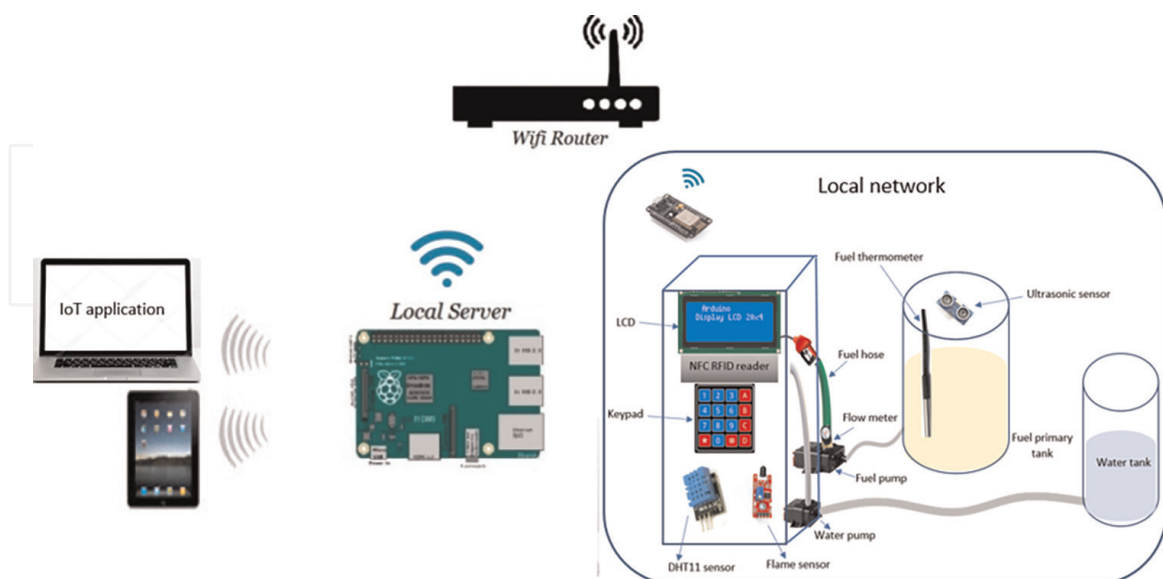 Wifi Router
Local network
Fuel thermometer
Ultrasonic sensor
IoT application
Local Server
LCD
Arduino
Display LCD 20x4
NFC RFID reader
Fuel hose
Keypad
1 2 3 A
4 5 6 B
7 8 9 C
* 0 # D
Flow meter
Fuel primary
tank
Water tank
Fuel pump
Water pump
DHT11 sensor
Flame sensor